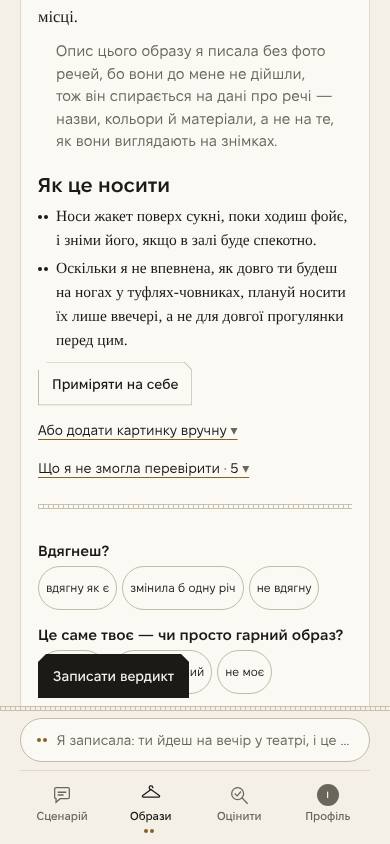 місці.
Опис цього образу я писала без фото
речей, бо вони до мене не дійшли,
тож він спирається на дані про речі —
назви, кольори й матеріали, а не на те,
як вони виглядають на знімках.
Як це носити
•• Носи жакет поверх сукні, поки ходиш фойє,
і зніми його, якщо в залі буде спекотно.
•• Оскільки я не впевнена, як довго ти будеш
на ногах у туфлях-човниках, плануй носити
їх лише ввечері, а не для довгої прогулянки
перед цим.
Приміряти на себе
Або додати картинку вручну ▾
Що я не змогла перевірити · 5 ▾
Вдягнеш?
вдягну як є змінила б одну річ не вдягну
Це саме твоє — чи просто гарний образ?
ий не моє
Записати вердикт
•• Я записала: ти йдеш на вечір у театрі, і це ...
Сценарій Образи Оцінити Профіль